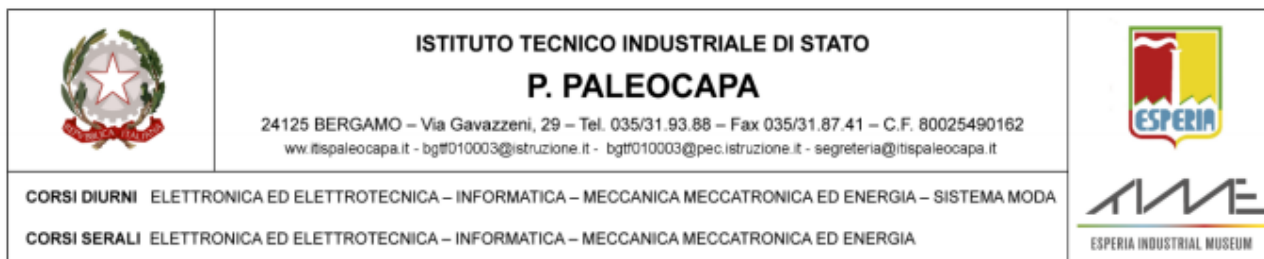 ISTITUTO TECNICO INDUSTRIALE DI STATO
P. PALEOCAPA
24125 BERGAMO – Via Gavazzeni, 29 – Tel. 035/31.93.88 – Fax 035/31.87.41 – C.F. 80025490162
ww.itispaleocapa.it - bgtf010003@istruzione.it - bgtf010003@pec.istruzione.it - segreteria@itispaleocapa.it
REPVBBLICA ITALIANA
ESPERIA
CORSI DIURNI ELETTRONICA ED ELETTROTECNICA – INFORMATICA – MECCANICA MECCATRONICA ED ENERGIA – SISTEMA MODA
CORSI SERALI ELETTRONICA ED ELETTROTECNICA – INFORMATICA – MECCANICA MECCATRONICA ED ENERGIA
ESPERIA INDUSTRIAL MUSEUM